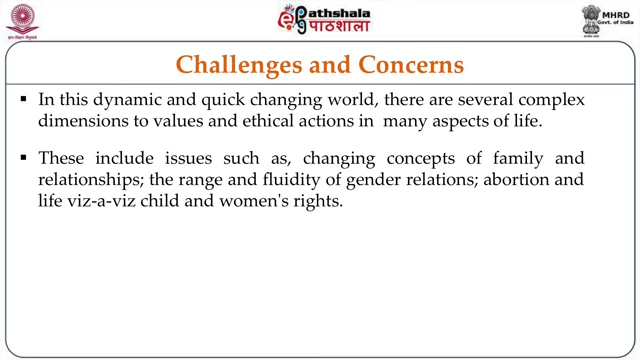 ePathshala
पाठशाला
MHRD
Govt. of India
Challenges and Concerns
▪ In this dynamic and quick changing world, there are several complex
dimensions to values and ethical actions in many aspects of life.
▪ These include issues such as, changing concepts of family and
relationships; the range and fluidity of gender relations; abortion and
life viz-a-viz child and women's rights.